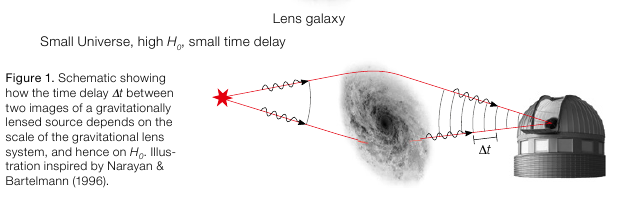 Lens galaxy
Small Universe, high H₀, small time delay
Figure 1. Schematic showing
how the time delay Δt between
two images of a gravitationally
lensed source depends on the
scale of the gravitational lens
system, and hence on H₀. Illus-
tration inspired by Narayan &
Bartelmann (1996).
Δt